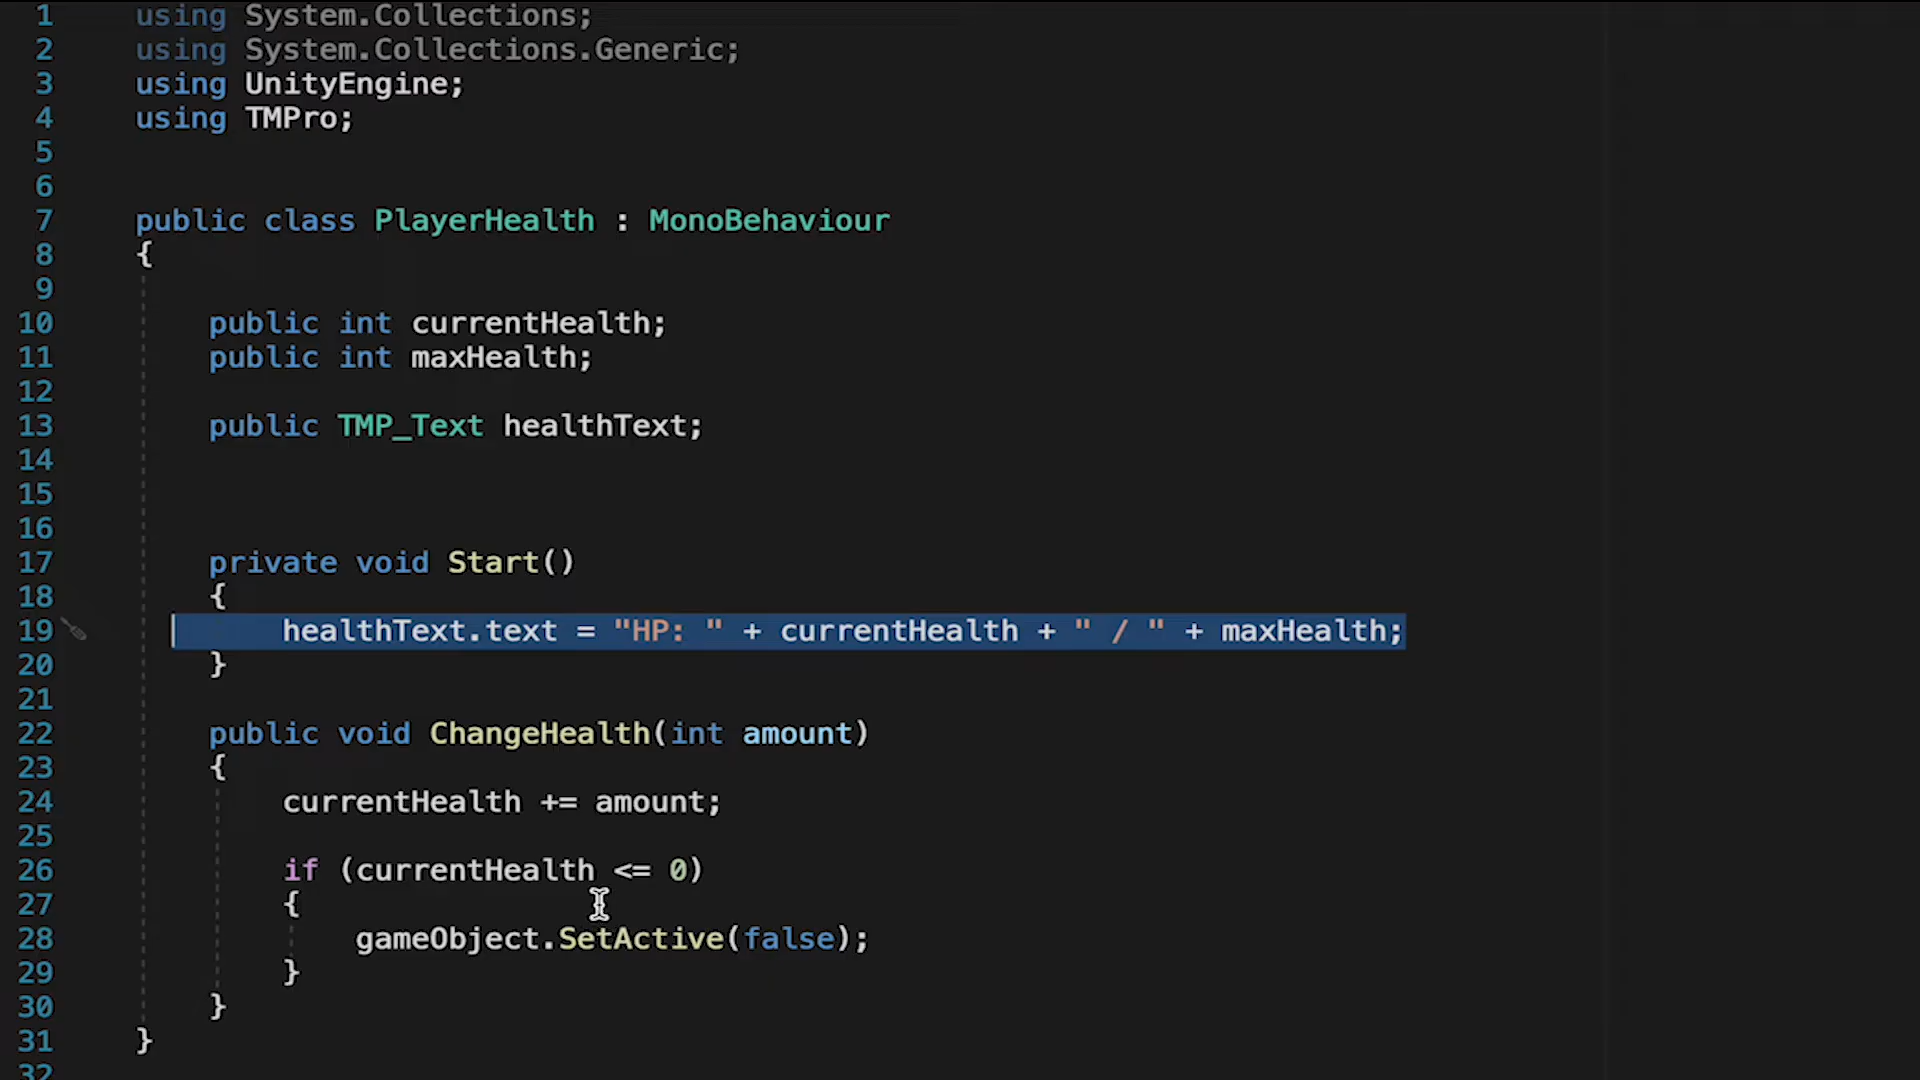 1 using System.Collections;
2 using System.Collections.Generic;
3 using UnityEngine;
4 using TMPro;
5
6
7 public class PlayerHealth : MonoBehaviour
8 {
9
10 public int currentHealth;
11 public int maxHealth;
12
13 public TMP_Text healthText;
14
15
16
17 private void Start()
18 {
19 healthText.text = "HP: " + currentHealth + " / " + maxHealth;
20 }
21
22 public void ChangeHealth(int amount)
23 {
24 currentHealth += amount;
25
26 if (currentHealth <= 0)
27 {
28 gameObject.SetActive(false);
29 }
30 }
31 }
32